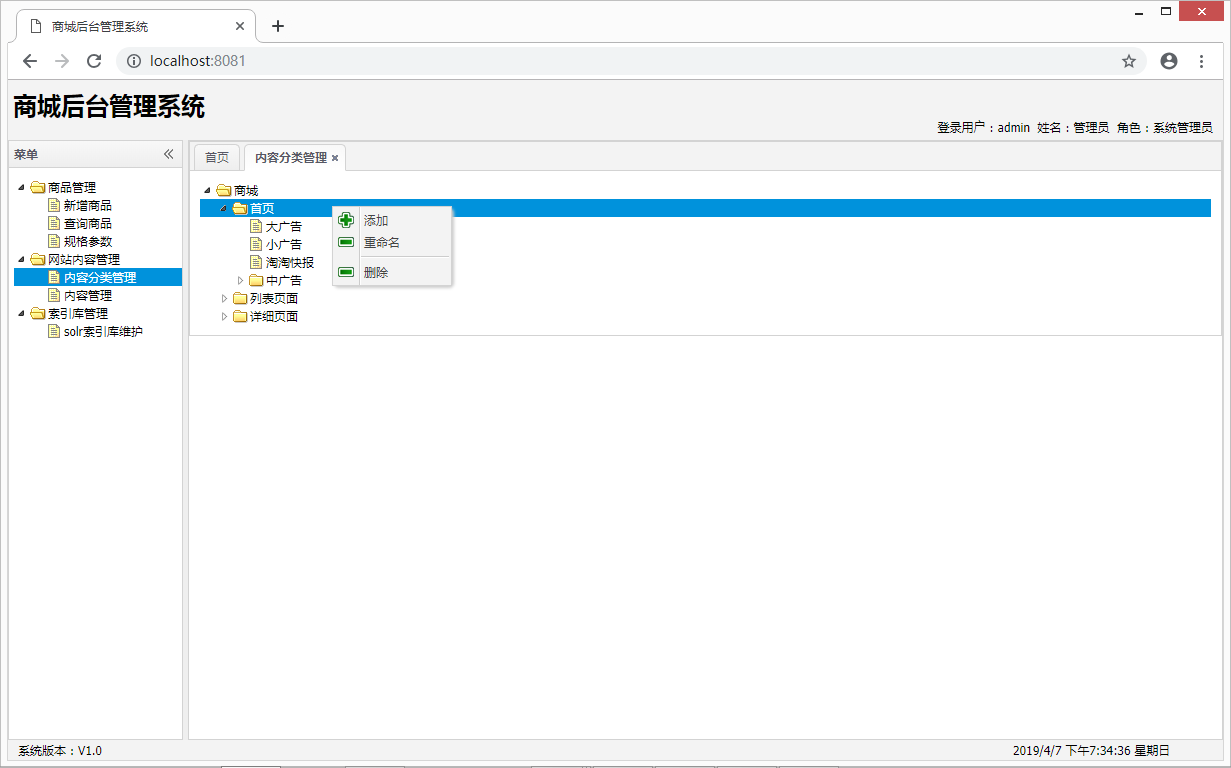 商城后台管理系统
localhost:8081
商城后台管理系统
登录用户：admin 姓名：管理员 角色：系统管理员
菜单
商品管理
新增商品
查询商品
规格参数
网站内容管理
内容分类管理
内容管理
索引库管理
solr索引库维护
首页 内容分类管理
商城
首页
大广告
小广告
淘淘快报
中广告
列表页面
详细页面
添加
重命名
删除
系统版本：V1.0
2019/4/7 下午7:34:36 星期日